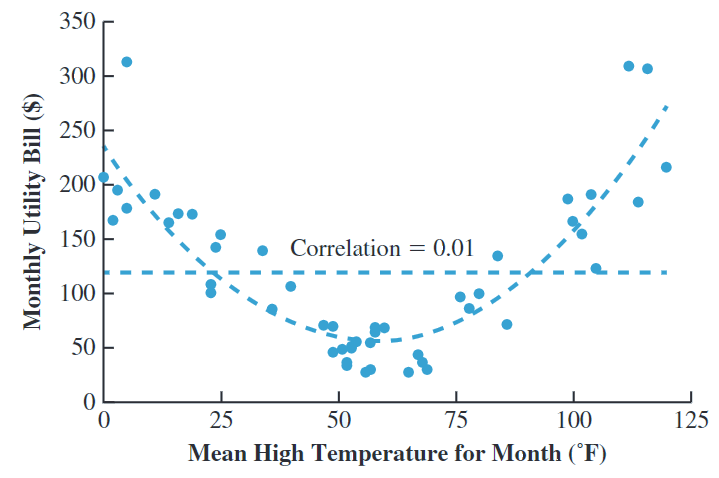 350
300
250
200
150
100
50
0
Monthly Utility Bill ($)
Correlation = 0.01
0 25 50 75 100 125
Mean High Temperature for Month (°F)